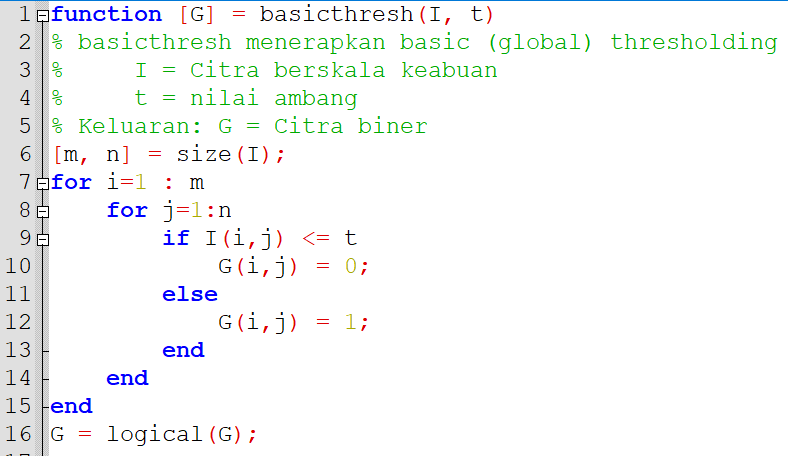 1 function [G] = basicthresh(I, t)
2 % basicthresh menerapkan basic (global) thresholding
3 %     I = Citra berskala keabuan
4 %     t = nilai ambang
5 % Keluaran: G = Citra biner
6 [m, n] = size(I);
7 for i=1 : m
8     for j=1:n
9         if I(i,j) <= t
10             G(i,j) = 0;
11         else
12             G(i,j) = 1;
13         end
14     end
15 end
16 G = logical(G);